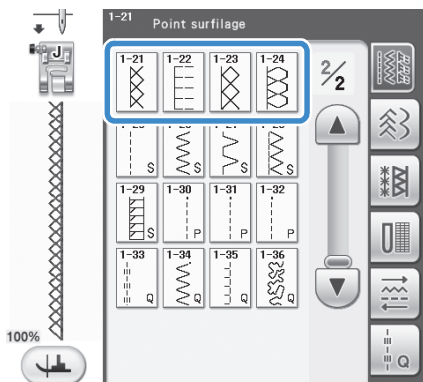 1-21
Point surfilage
J
1-21 1-22 1-23 1-24
2/2
S S S S
1-29 1-30 1-31 1-32
S P P P
1-33 1-34 1-35 1-36
Q Q Q Q
100%
Q